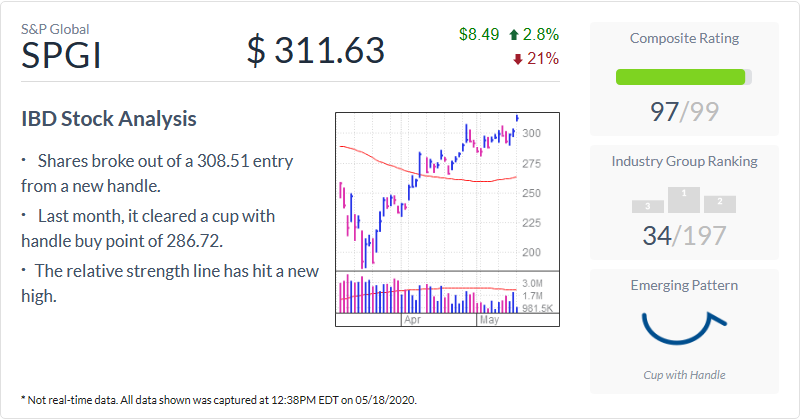 S&P Global
SPGI
$ 311.63
$8.49 2.8%
21%
IBD Stock Analysis
· Shares broke out of a 308.51 entry
from a new handle.
· Last month, it cleared a cup with
handle buy point of 286.72.
· The relative strength line has hit a new
high.
300
275
250
225
200
3.0M
1.7M
981.5K
Apr
May
Composite Rating
97/99
Industry Group Ranking
3
1
2
34/197
Emerging Pattern
Cup with Handle
* Not real-time data. All data shown was captured at 12:38PM EDT on 05/18/2020.